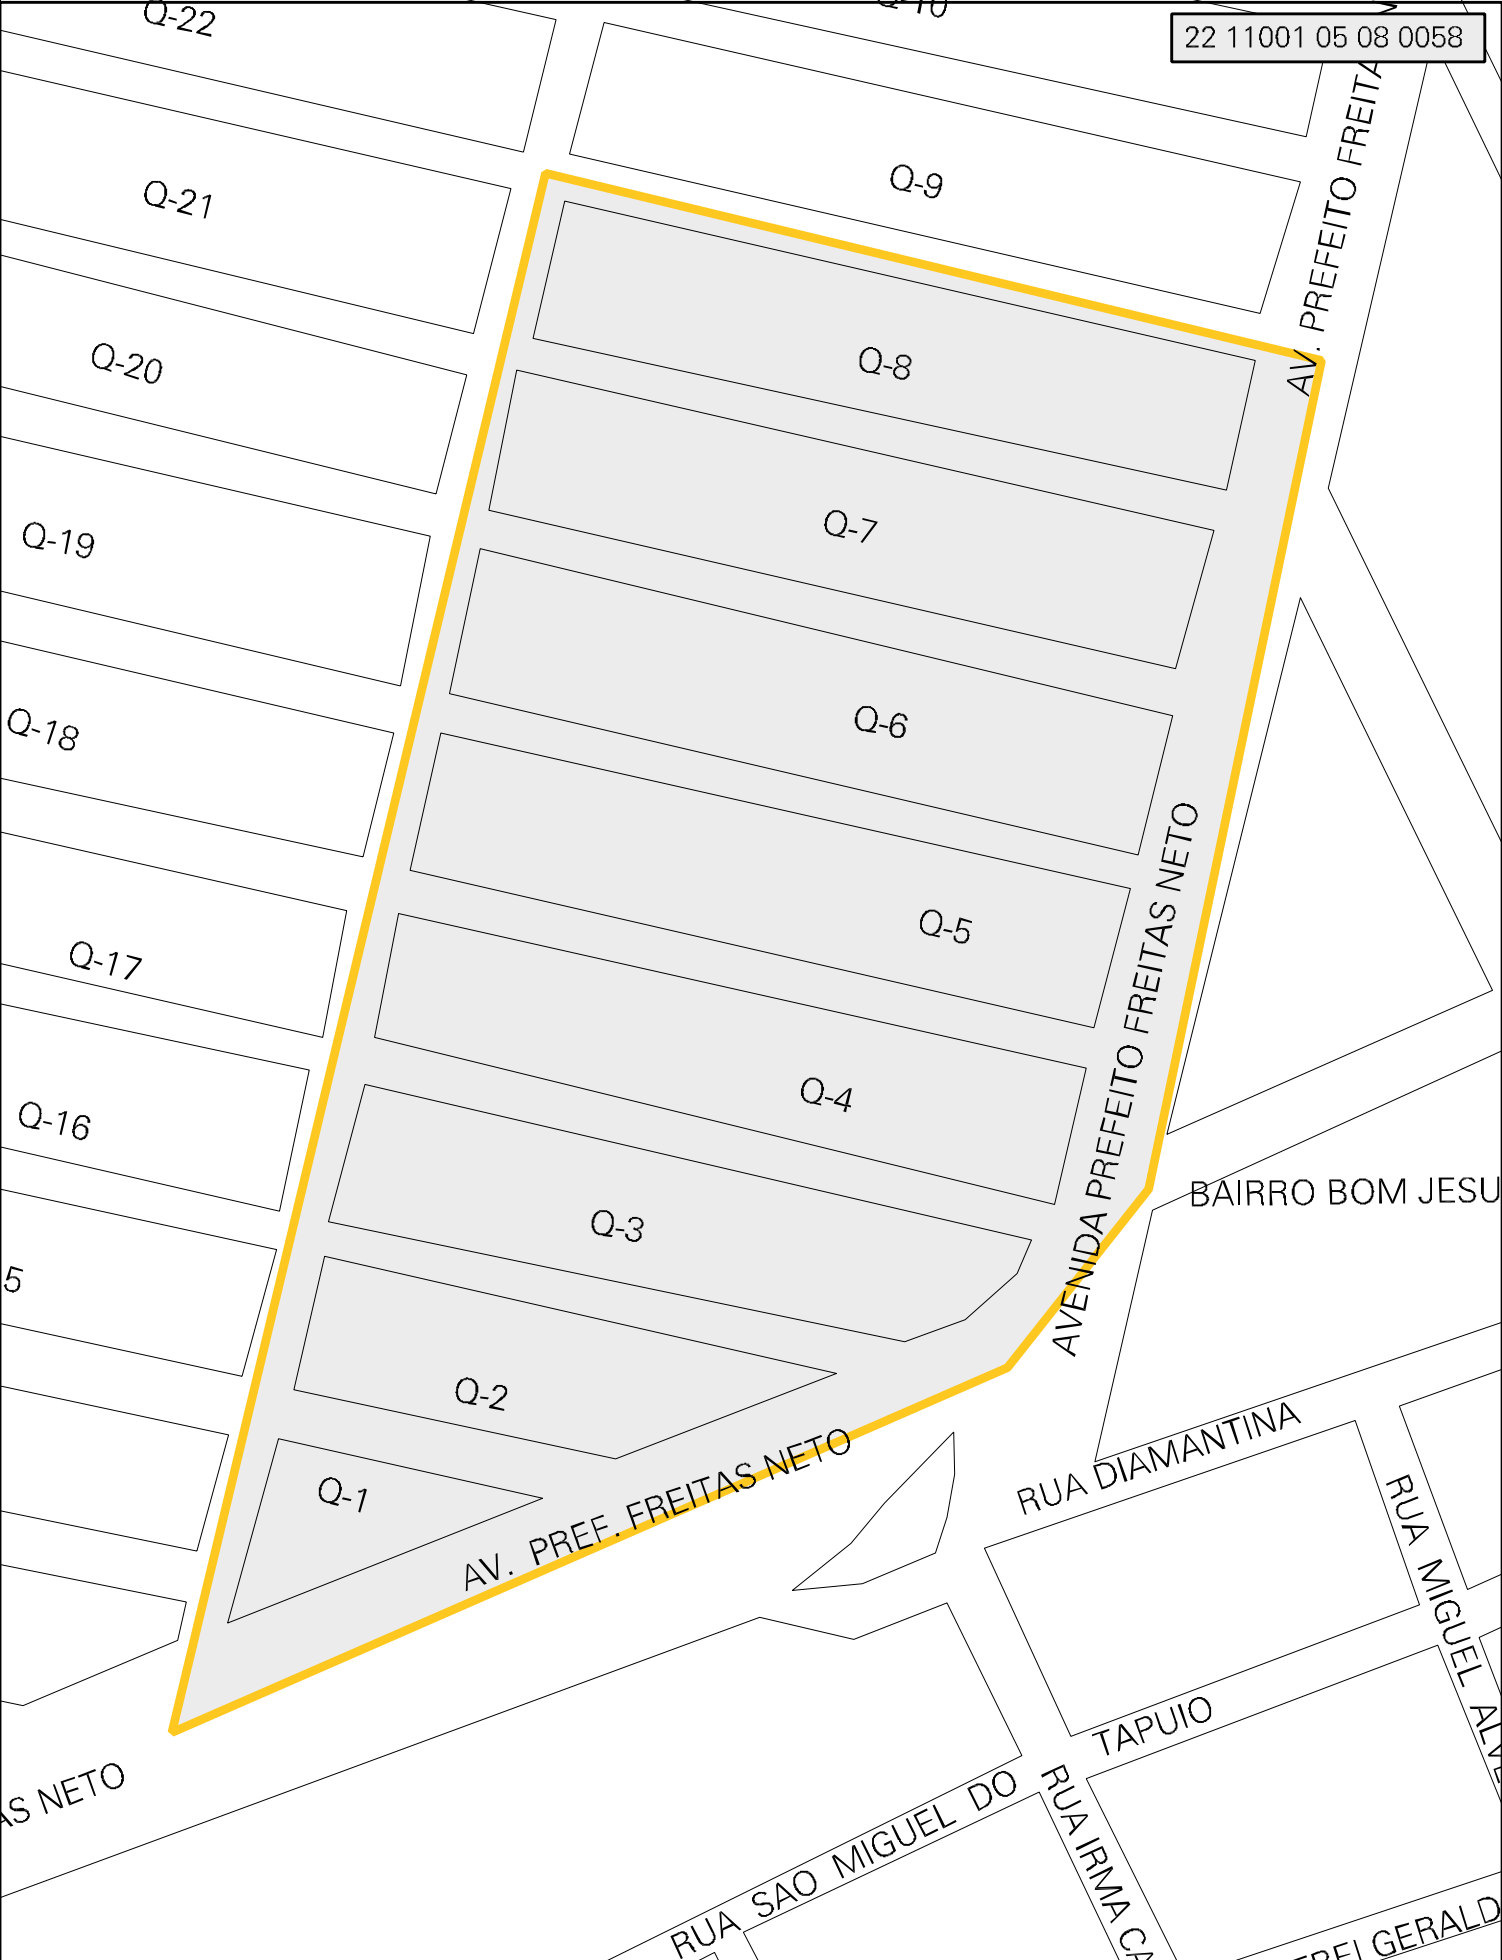 Q-22
Q-10
22 11001 05 08 0058
AV. PREFEITO FREITA
Q-9
Q-21
Q-20
Q-8
Q-19
Q-7
Q-18
Q-6
Q-17
Q-5
AVENIDA PREFEITO FREITAS NETO
Q-16
Q-4
BAIRRO BOM JESU
Q-3
5
Q-2
Q-1
AV. PREF. FREITAS NETO
RUA DIAMANTINA
RUA MIGUEL ALVE
TAPUIO
AS NETO
RUA SAO MIGUEL DO
RUA IRMA CA
REI GERALD